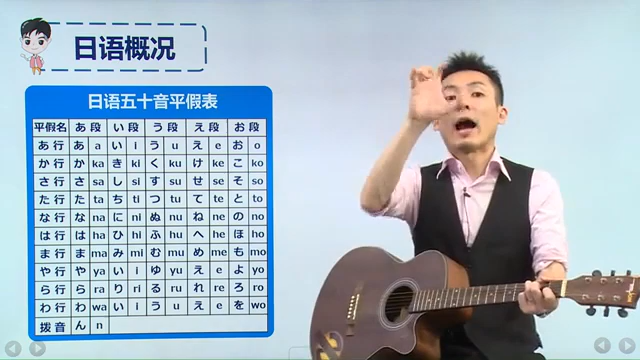 日语概况
日语五十音平假表
平假名 あ段 い段 う段 え段 お段
あ行 あ a い i う u え e お o
か行 か ka き ki く ku け ke こ ko
さ行 さ sa し si す su せ se そ so
た行 た ta ち ti つ tu て te と to
な行 な na に ni ぬ nu ね ne の no
は行 は ha ひ hi ふ hu へ he ほ ho
ま行 ま ma み mi む mu め me も mo
や行 や ya い i ゆ yu え e よ yo
ら行 ら ra り ri る ru れ re ろ ro
わ行 わ wa い i う u え e を wo
拨音 ん n